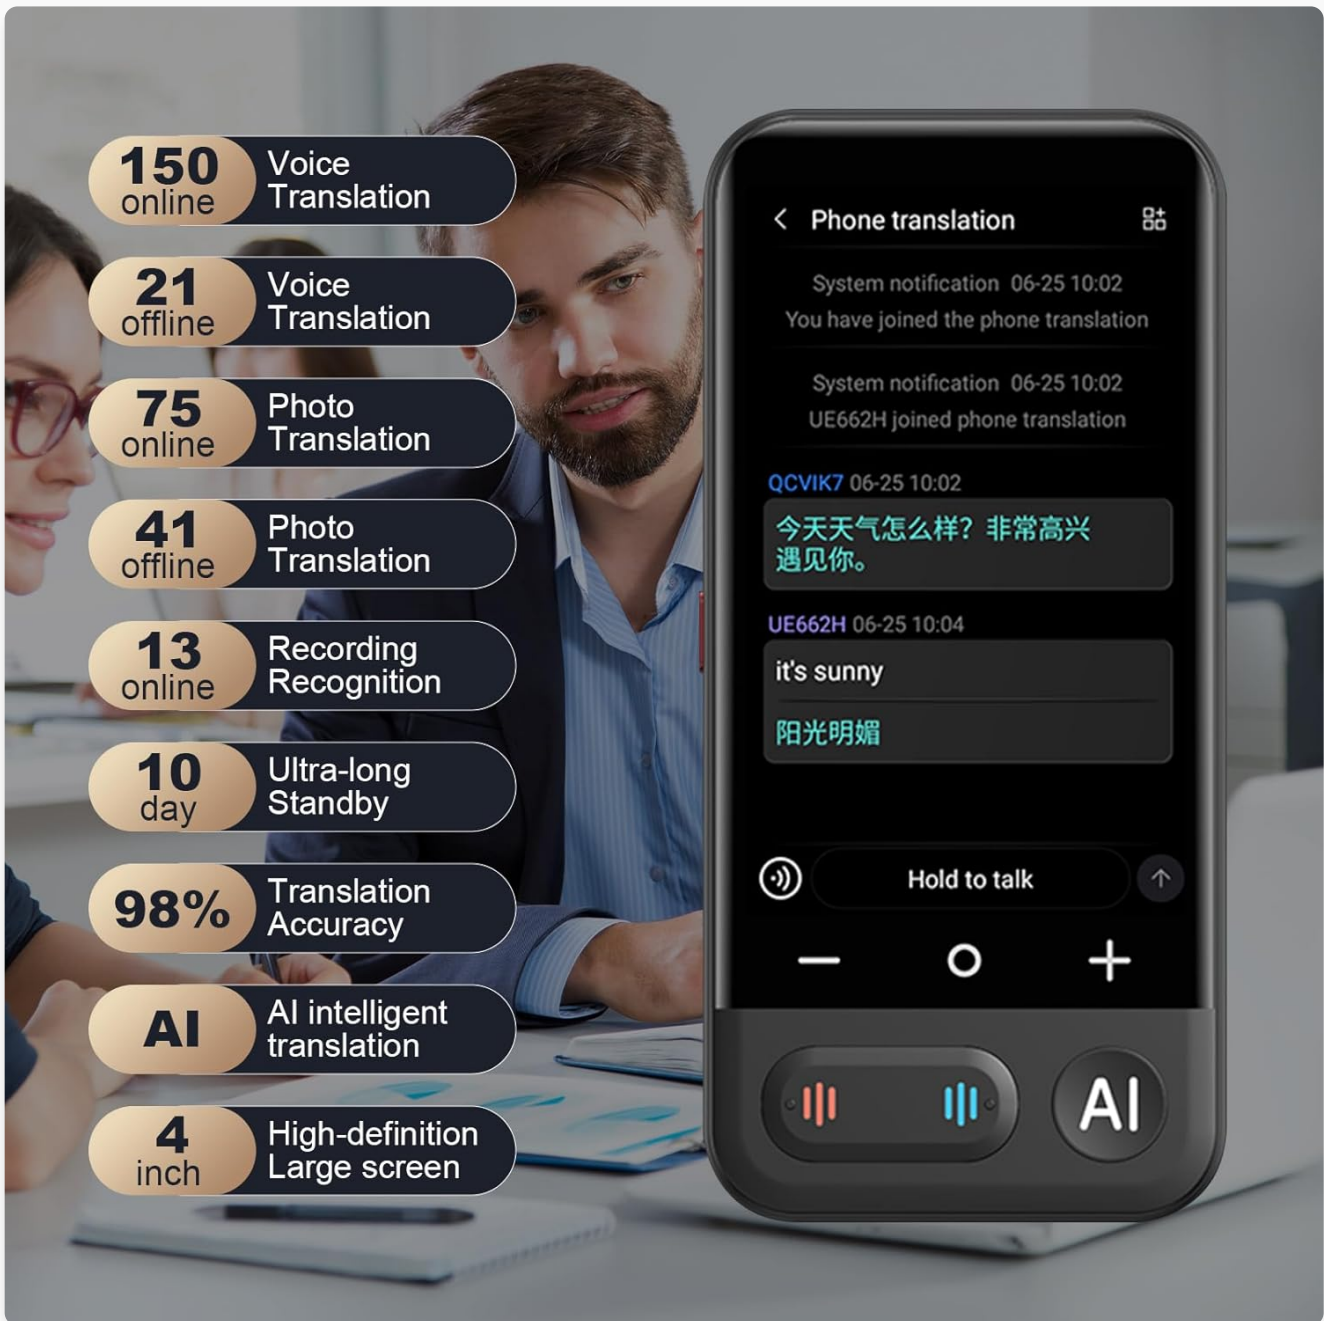 150
online
Voice
Translation
21
offline
Voice
Translation
75
online
Photo
Translation
41
offline
Photo
Translation
13
online
Recording
Recognition
10
day
Ultra-long
Standby
98%
Translation
Accuracy
AI
AI intelligent
translation
4
inch
High-definition
Large screen
Phone translation
System notification 06-25 10:02
You have joined the phone translation
System notification 06-25 10:02
UE662H joined phone translation
QCVIK7 06-25 10:02
今天天气怎么样？非常高兴
遇见你。
UE662H 06-25 10:04
it's sunny
阳光明媚
Hold to talk
AI